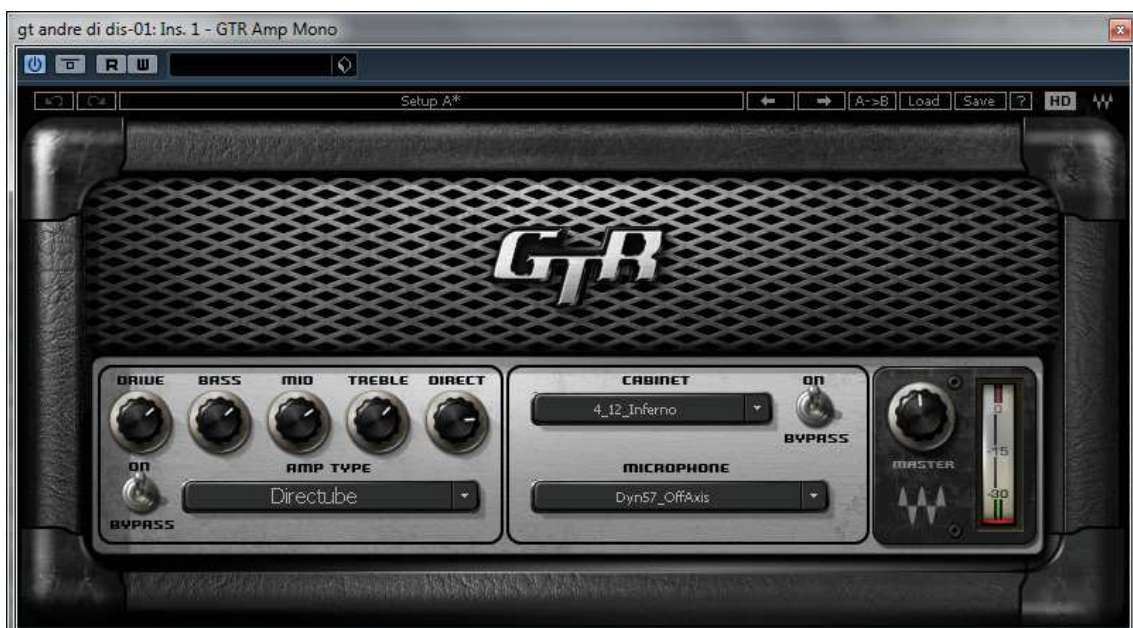 gt andre di dis-01: Ins. 1 - GTR Amp Mono
R W
Setup A* A->B Load Save ? HD
GTR
DRIVE BASS MID TREBLE DIRECT
ON
BYPASS
AMP TYPE
Directube
CABINET
4_12_Inferno
ON
BYPASS
MICROPHONE
Dyn57_OffAxis
MASTER
0
-15
-30